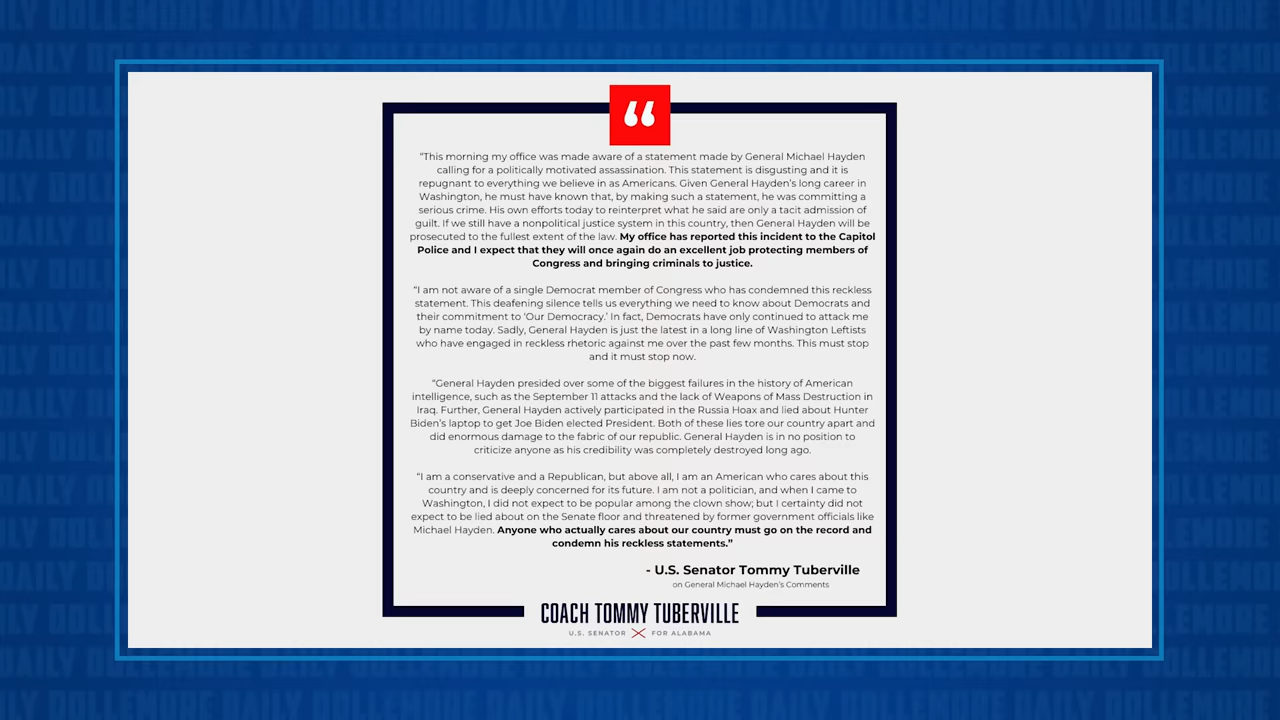 DAILY DOLLEMORE DAILY DOLLEMORE DAILY DOLLEMORE DAILY DOLLEMORE
“
“This morning my office was made aware of a statement made by General Michael Hayden
calling for a politically motivated assassination. This statement is disgusting and it is
repugnant to everything we believe in as Americans. Given General Hayden’s long career in
Washington, he must have known that, by making such a statement, he was committing a
serious crime. His own efforts today to reinterpret what he said are only a tacit admission of
guilt. If we still have a nonpolitical justice system in this country, then General Hayden will be
prosecuted to the fullest extent of the law. My office has reported this incident to the Capitol
Police and I expect that they will once again do an excellent job protecting members of
Congress and bringing criminals to justice.
“I am not aware of a single Democrat member of Congress who has condemned this reckless
statement. This deafening silence tells us everything we need to know about Democrats and
their commitment to ‘Our Democracy.’ In fact, Democrats have only continued to attack me
by name today. Sadly, General Hayden is just the latest in a long line of Washington Leftists
who have engaged in reckless rhetoric against me over the past few months. This must stop
and it must stop now.
“General Hayden presided over some of the biggest failures in the history of American
intelligence, such as the September 11 attacks and the lack of Weapons of Mass Destruction in
Iraq. Further, General Hayden actively participated in the Russia Hoax and lied about Hunter
Biden’s laptop to get Joe Biden elected President. Both of these lies tore our country apart and
did enormous damage to the fabric of our republic. General Hayden is in no position to
criticize anyone as his credibility was completely destroyed long ago.
“I am a conservative and a Republican, but above all, I am an American who cares about this
country and is deeply concerned for its future. I am not a politician, and when I came to
Washington, I did not expect to be popular among the clown show; but I certainty did not
expect to be lied about on the Senate floor and threatened by former government officials like
Michael Hayden. Anyone who actually cares about our country must go on the record and
condemn his reckless statements.”
- U.S. Senator Tommy Tuberville
on General Michael Hayden’s Comments
COACH TOMMY TUBERVILLE
U.S. SENATOR FOR ALABAMA